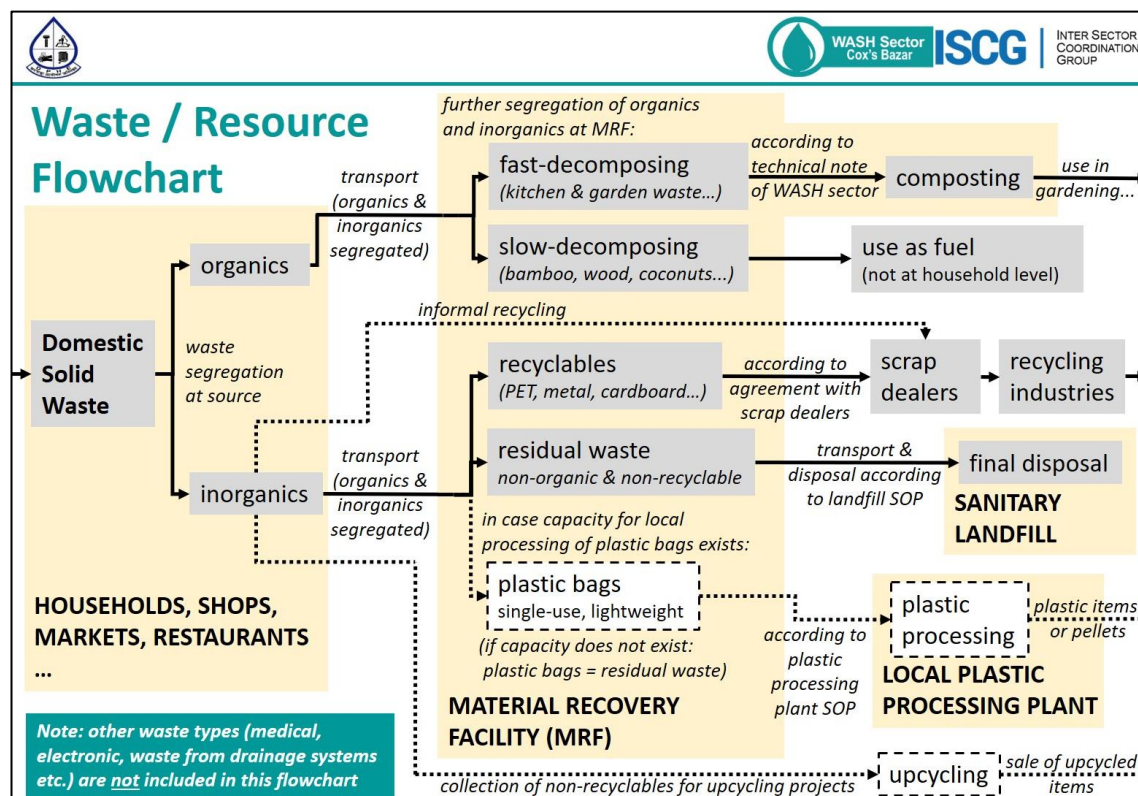 WASH Sector
Cox's Bazar
ISCG
INTER SECTOR
COORDINATION
GROUP
Waste / Resource
Flowchart
further segregation of organics
and inorganics at MRF:
transport
(organics &
inorganics
segregated)
fast-decomposing
(kitchen & garden waste...)
according to
technical note
of WASH sector
composting
use in
gardening...
organics
slow-decomposing
(bamboo, wood, coconuts...)
use as fuel
(not at household level)
informal recycling
Domestic
Solid
Waste
waste
segregation
at source
recyclables
(PET, metal, cardboard...)
according to
agreement with
scrap dealers
scrap
dealers
recycling
industries
inorganics
transport
(organics &
inorganics
segregated)
residual waste
non-organic & non-recyclable
transport &
disposal according
to landfill SOP
final disposal
SANITARY
LANDFILL
in case capacity for local
processing of plastic bags exists:
plastic bags
single-use, lightweight
(if capacity does not exist:
plastic bags = residual waste)
according to
plastic
processing
plant SOP
plastic
processing
plastic items
or pellets
LOCAL PLASTIC
PROCESSING PLANT
HOUSEHOLDS, SHOPS,
MARKETS, RESTAURANTS
...
MATERIAL RECOVERY
FACILITY (MRF)
Note: other waste types (medical,
electronic, waste from drainage systems
etc.) are not included in this flowchart
collection of non-recyclables for upcycling projects
upcycling
sale of upcycled
items